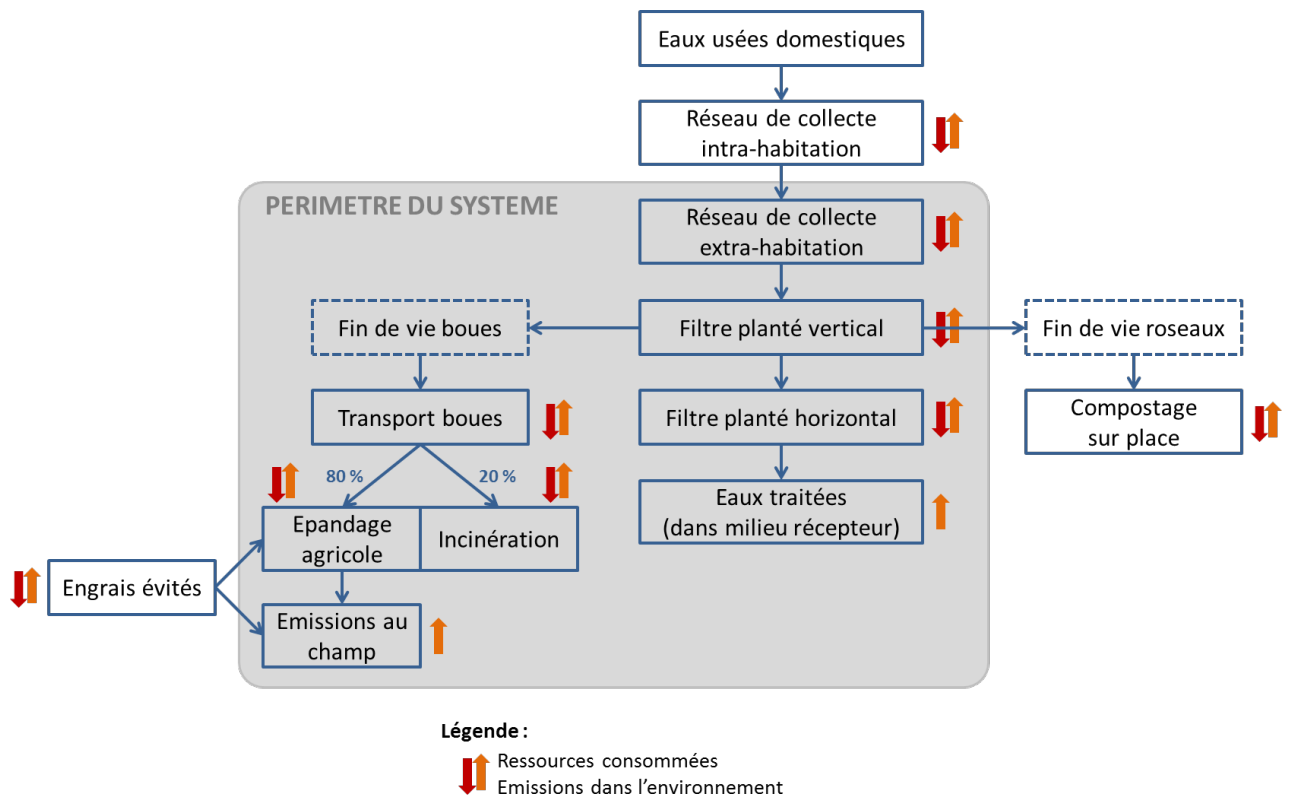 Eaux usées domestiques
Réseau de collecte
intra-habitation
PERIMETRE DU SYSTEME
Réseau de collecte
extra-habitation
Fin de vie boues
Filtre planté vertical
Fin de vie roseaux
Transport boues
Filtre planté horizontal
Compostage
sur place
80 %
20 %
Epandage
agricole
Incinération
Eaux traitées
(dans milieu récepteur)
Engrais évités
Emissions au
champ
Légende :
Ressources consommées
Emissions dans l’environnement